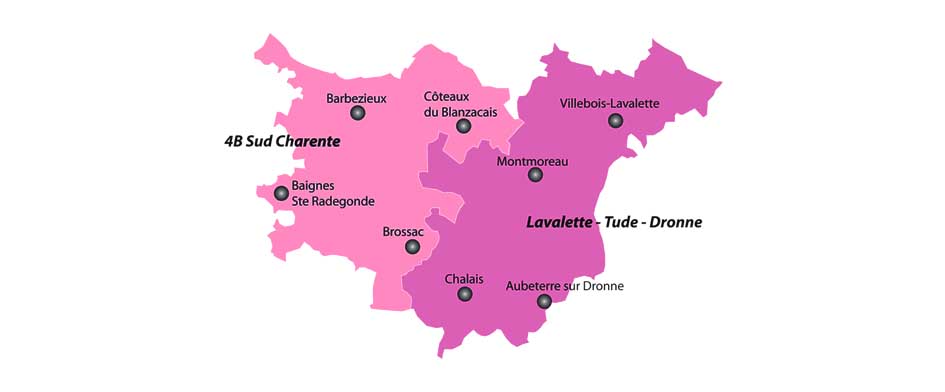 Barbezieux
Côteaux
du Blanzacais
Villebois-Lavalette
4B Sud Charente
Montmoreau
Baignes
Ste Radegonde
Lavalette - Tude - Dronne
Brossac
Chalais
Aubeterre sur Dronne